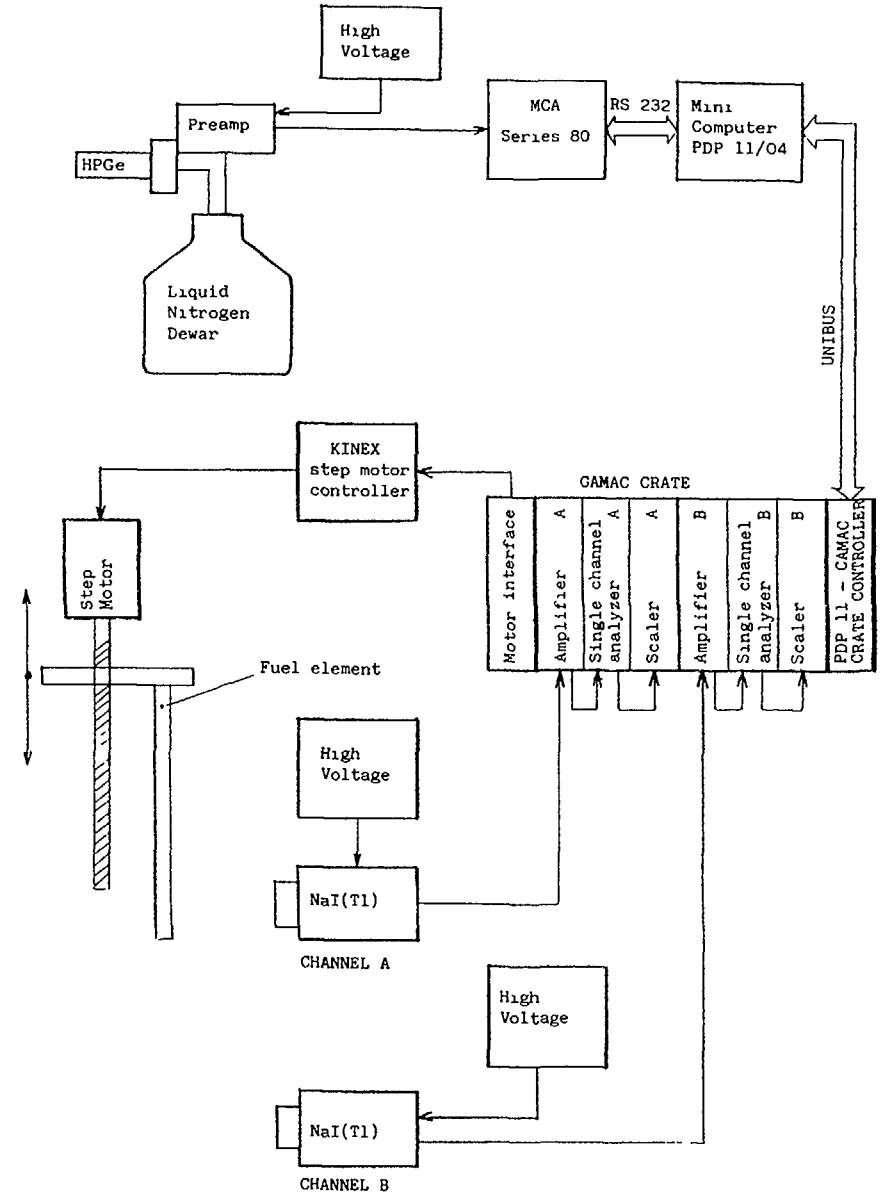 High
Voltage
Preamp
HPGe
MCA
Series 80
RS 232
Mini
Computer
PDP 11/04
Liquid
Nitrogen
Dewar
UNIBUS
KINEX
step motor
controller
GAMAC CRATE
Step
Motor
Motor interface
Amplifier A
Single channel A
analyzer
Scaler A
Amplifier B
Single channel
analyzer B
Scaler B
PDP 11 - CAMAC
CRATE CONTROLLER
Fuel element
High
Voltage
NaI(Tl)
CHANNEL A
High
Voltage
NaI(Tl)
CHANNEL B